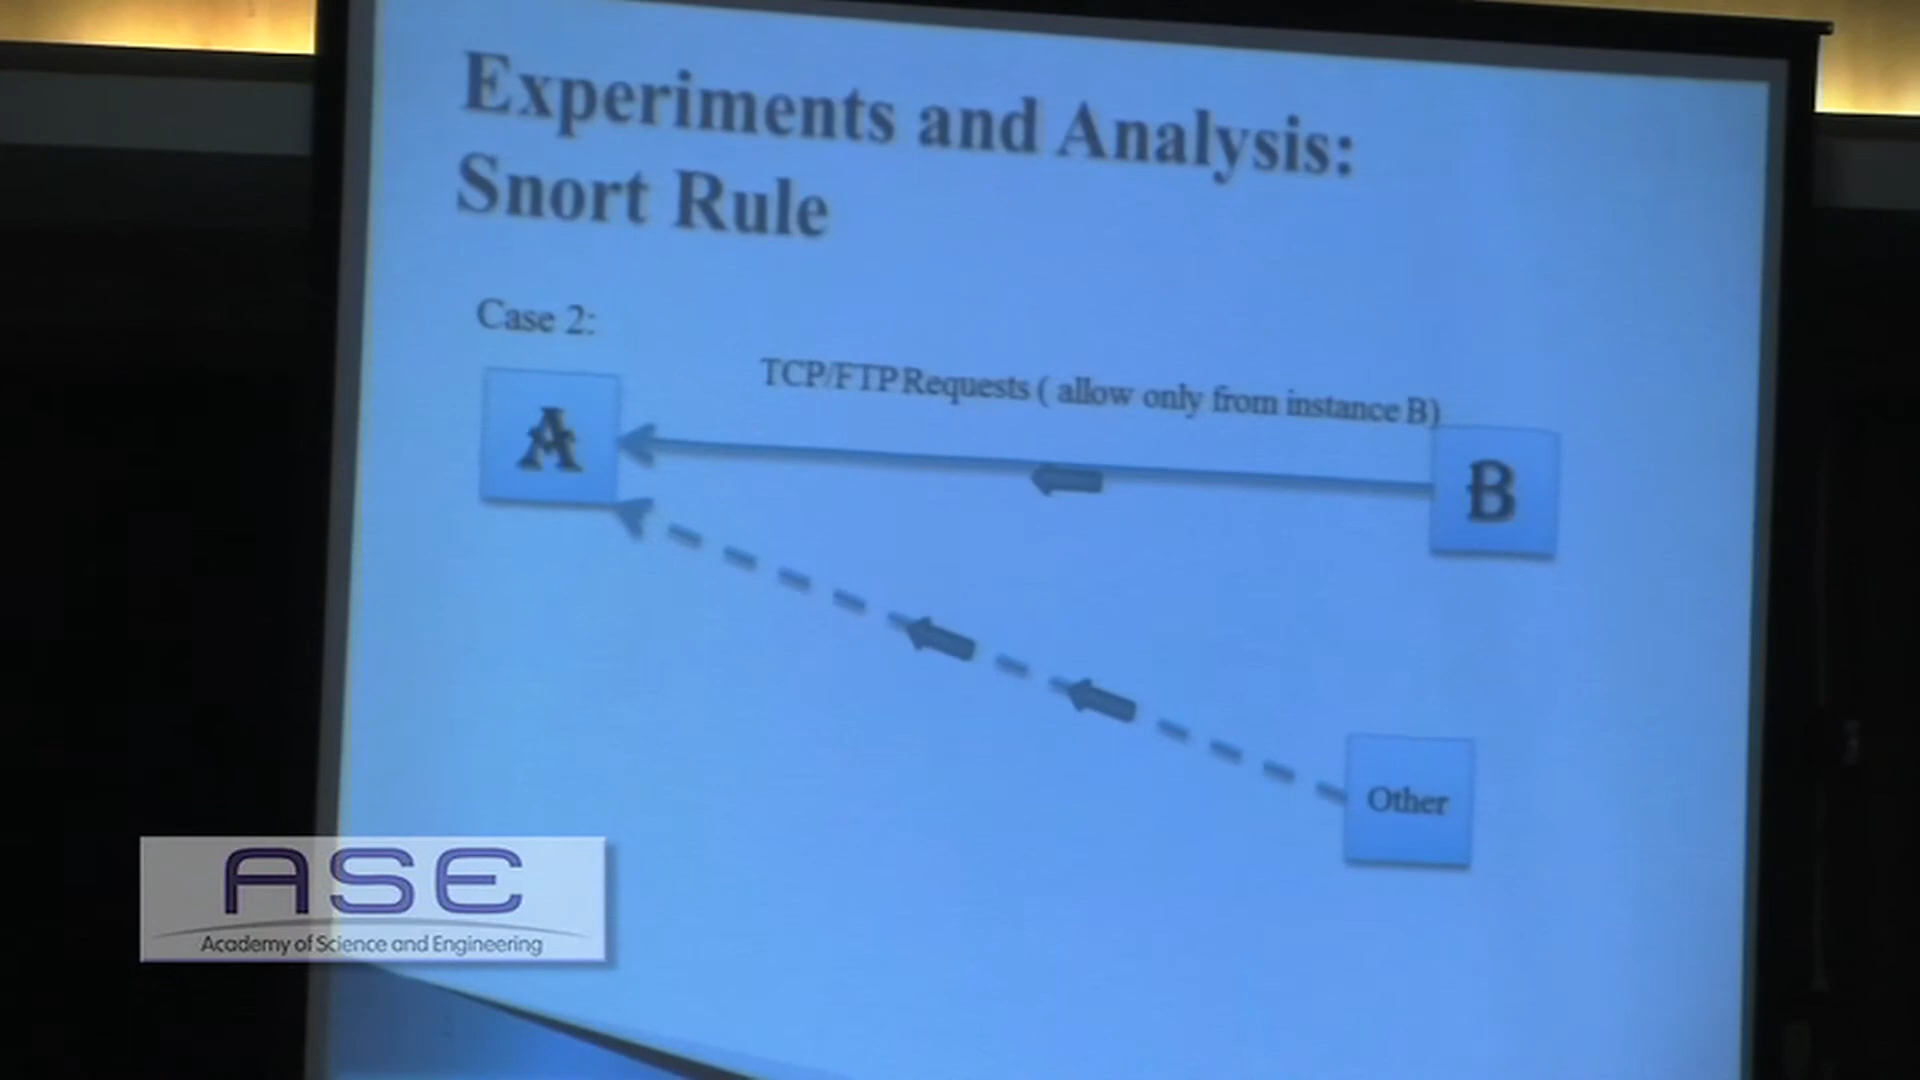 Experiments and Analysis:
Snort Rule
Case 2:
TCP/FTP Requests ( allow only from instance B)
A
B
Other
ASE
Academy of Science and Engineering